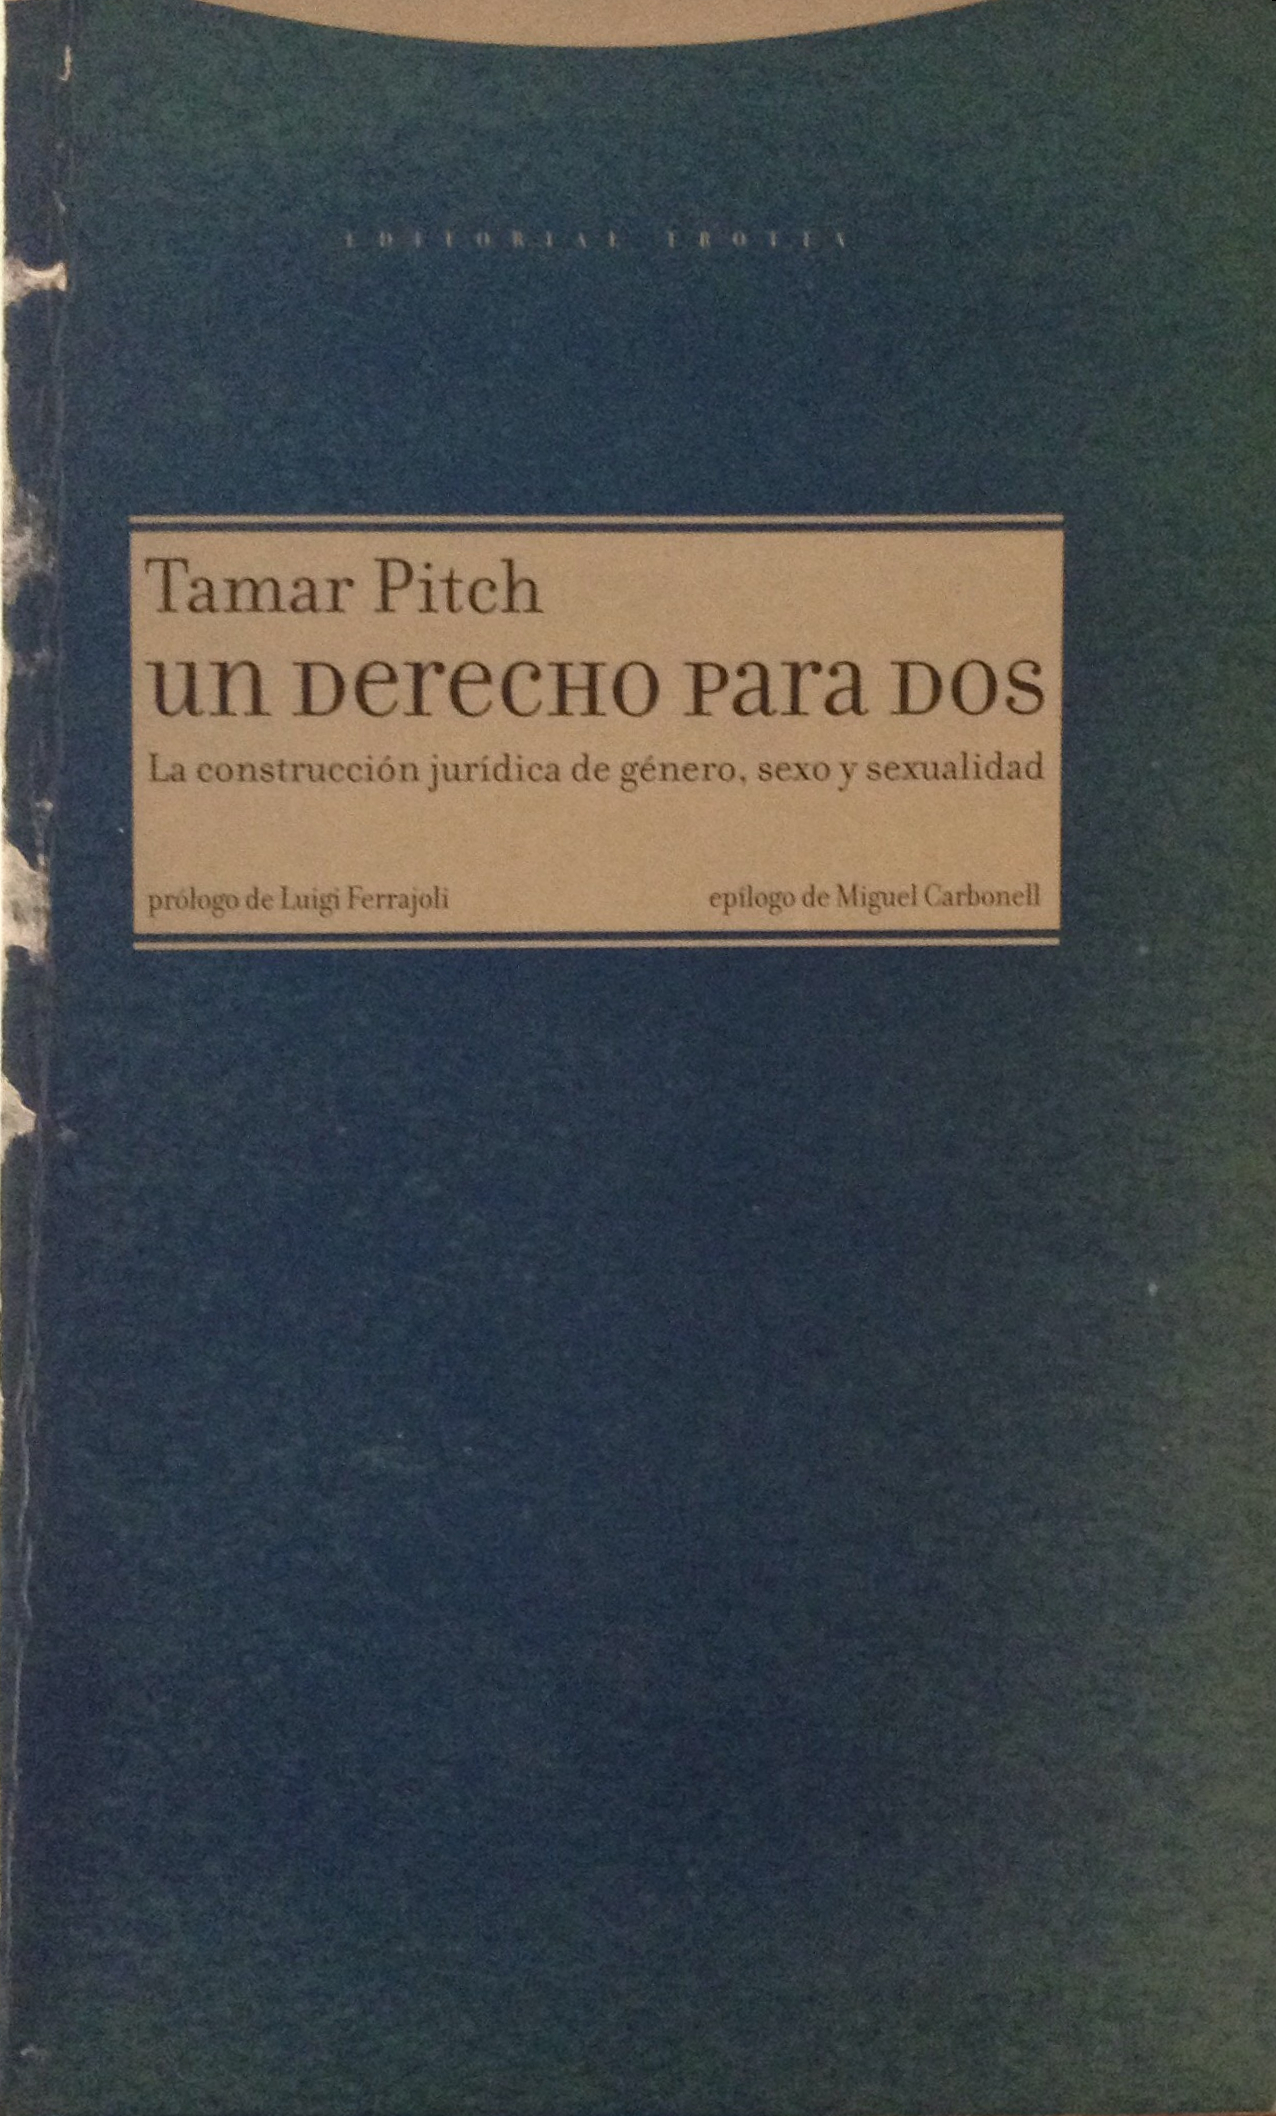 EDITORIAL TROTTA
Tamar Pitch
un Derecho para Dos
La construcción jurídica de género, sexo y sexualidad
prólogo de Luigi Ferrajoli epílogo de Miguel Carbonell